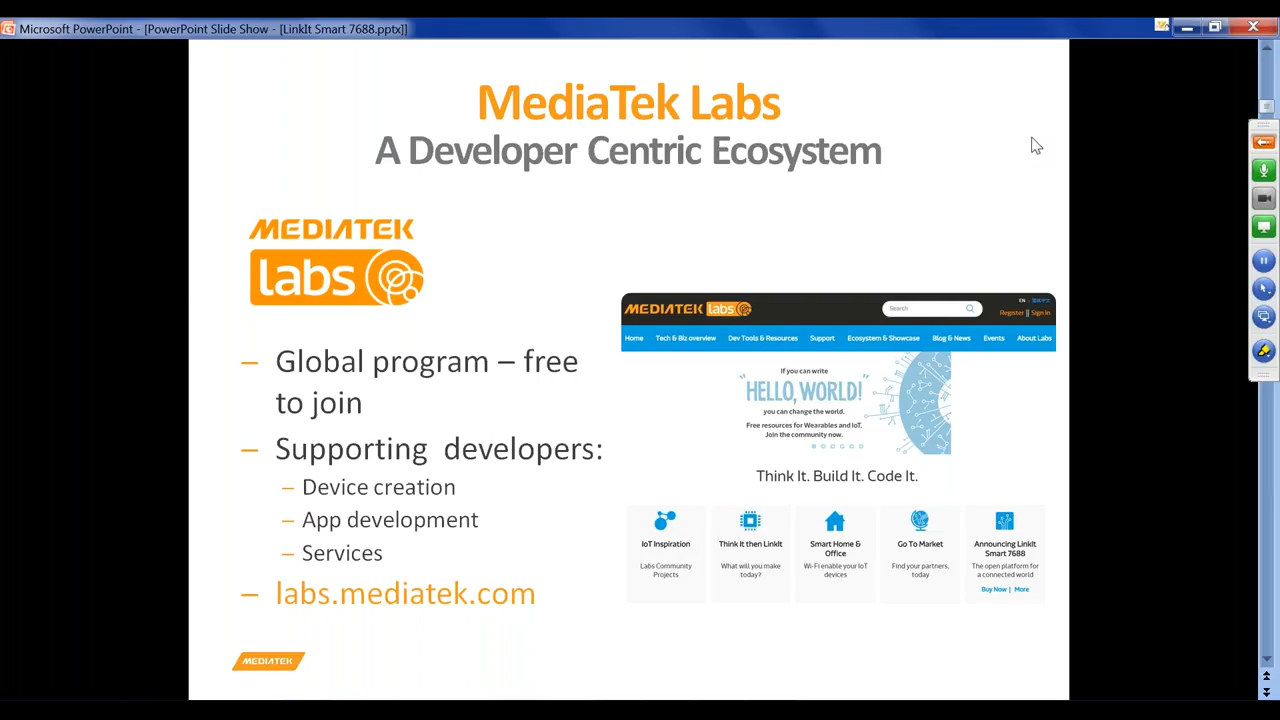 Microsoft PowerPoint - [PowerPoint Slide Show - [LinkIt Smart 7688.pptx]]
MediaTek Labs
A Developer Centric Ecosystem
MEDIATEK
labs
– Global program – free
to join
– Supporting developers:
– Device creation
– App development
– Services
– labs.mediatek.com
MEDIATEK
MEDIATEK labs
Search
EN
Register || Sign In
Home Tech & Biz overview Dev Tools & Resources Support Ecosystem & Showcase Blog & News Events About Labs
If you can write
"HELLO, WORLD!"
you can change the world.
Free resources for Wearables and IoT.
Join the community now.
Think It. Build It. Code It.
IoT Inspiration
Labs Community
Projects
Think It then LinkIt
What will you make
today?
Smart Home &
Office
Wi-Fi enable your IoT
devices
Go To Market
Find your partners,
today
Announcing LinkIt
Smart 7688
The open platform for
a connected world
Buy Now | More